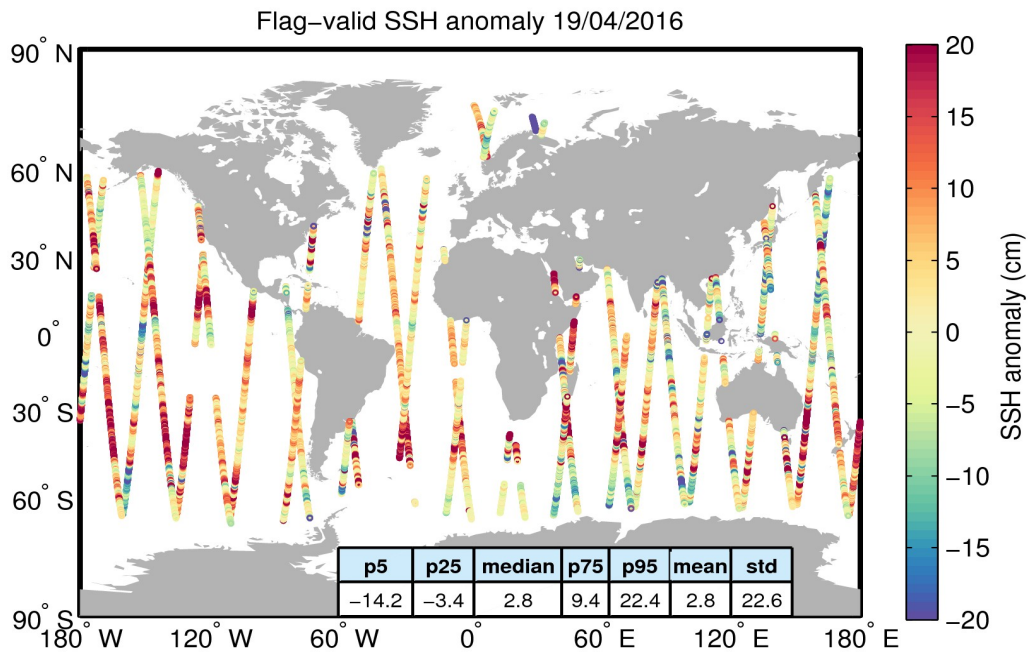 Flag−valid SSH anomaly 19/04/2016
90° N
60° N
30° N
0°
30° S
60° S
90° S
180° W
120° W
60° W
0°
60° E
120° E
180° E
p5 p25 median p75 p95 mean std
−14.2 −3.4 2.8 9.4 22.4 2.8 22.6
20
15
10
5
0
−5
−10
−15
−20
SSH anomaly (cm)